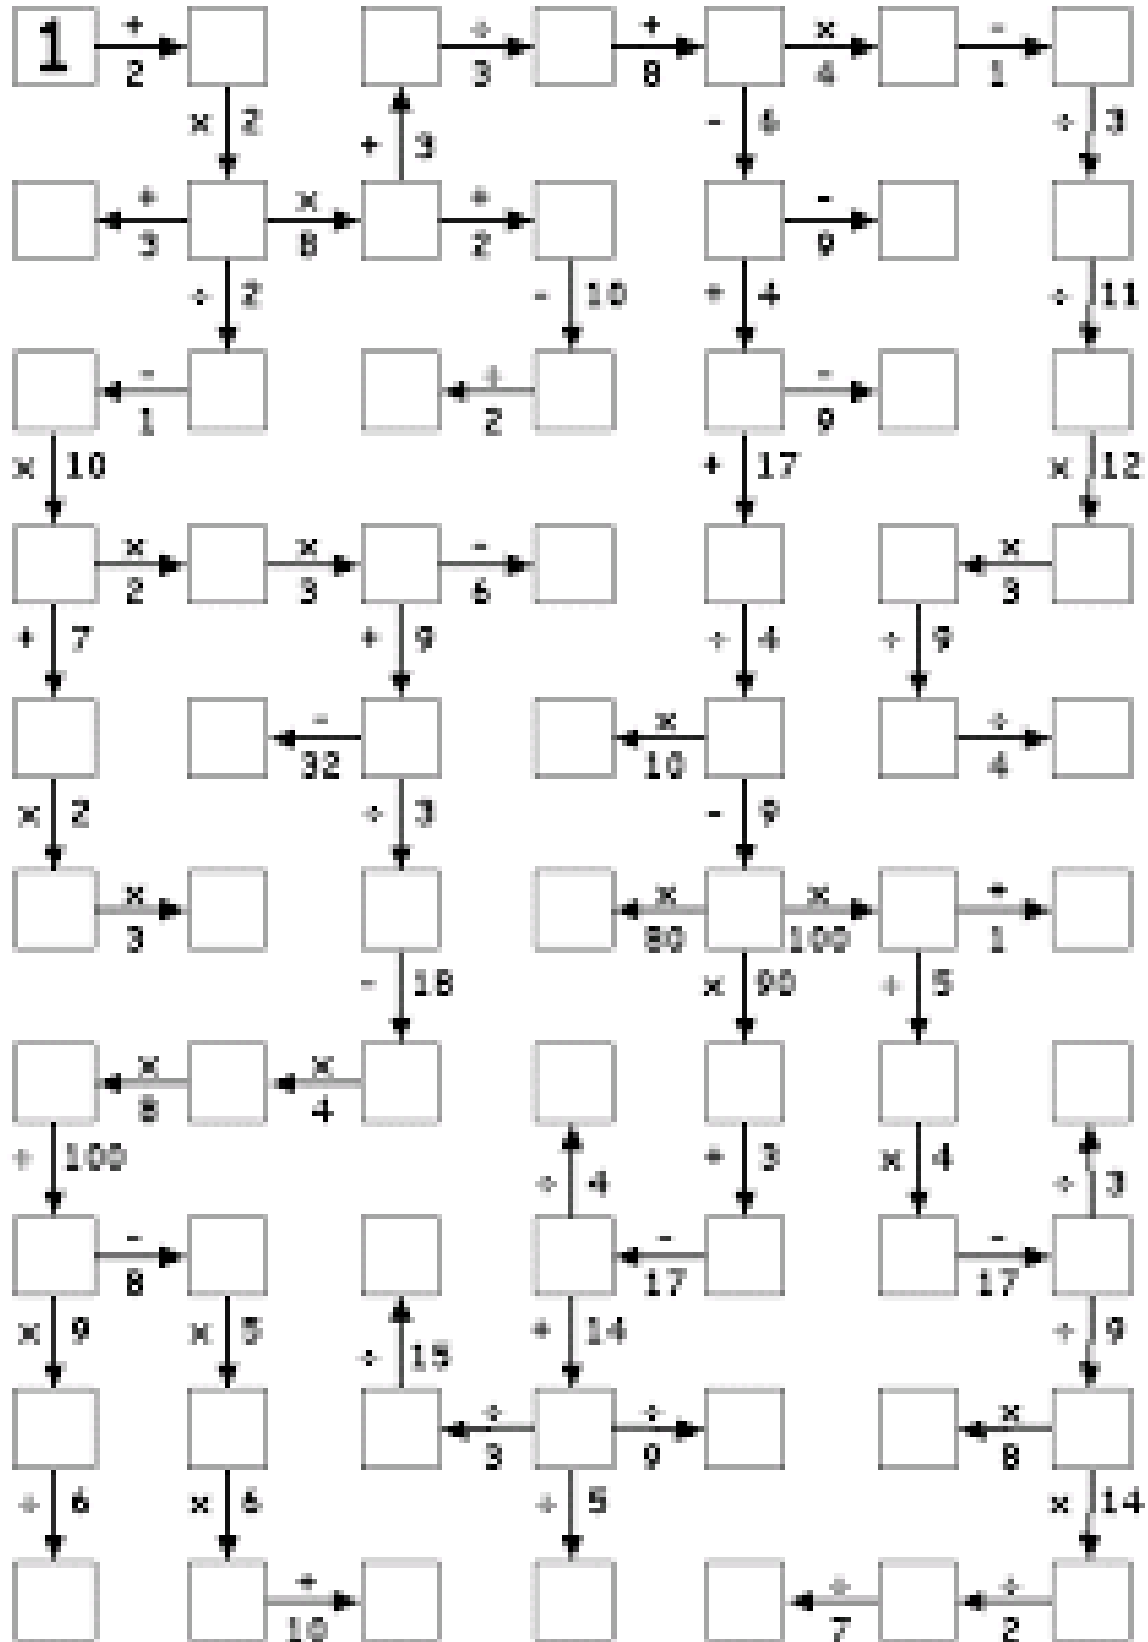 + ÷ + × -
1
2 3 8 4 1
× 2 + 3 - 6 ÷ 3
+ × + -
3 8 2 9
÷ 2 - 10 + 4 ÷ 11
- ÷ -
1 2 9
× 10 + 17 × 12
× × - ×
2 3 6 3
+ 7 + 9 ÷ 4 ÷ 9
- × ÷
32 10 4
× 2 ÷ 3 - 9
× × × +
3 80 100 1
- 18 × 90 ÷ 5
× ×
8 4
÷ 100 ÷ 4 + 3 × 4 ÷ 3
- - -
8 17 17
× 9 × 5 ÷ 15 + 14 ÷ 9
÷ ÷ ×
3 9 8
÷ 6 × 6 ÷ 5 × 14
+ ÷ ÷
10 7 2